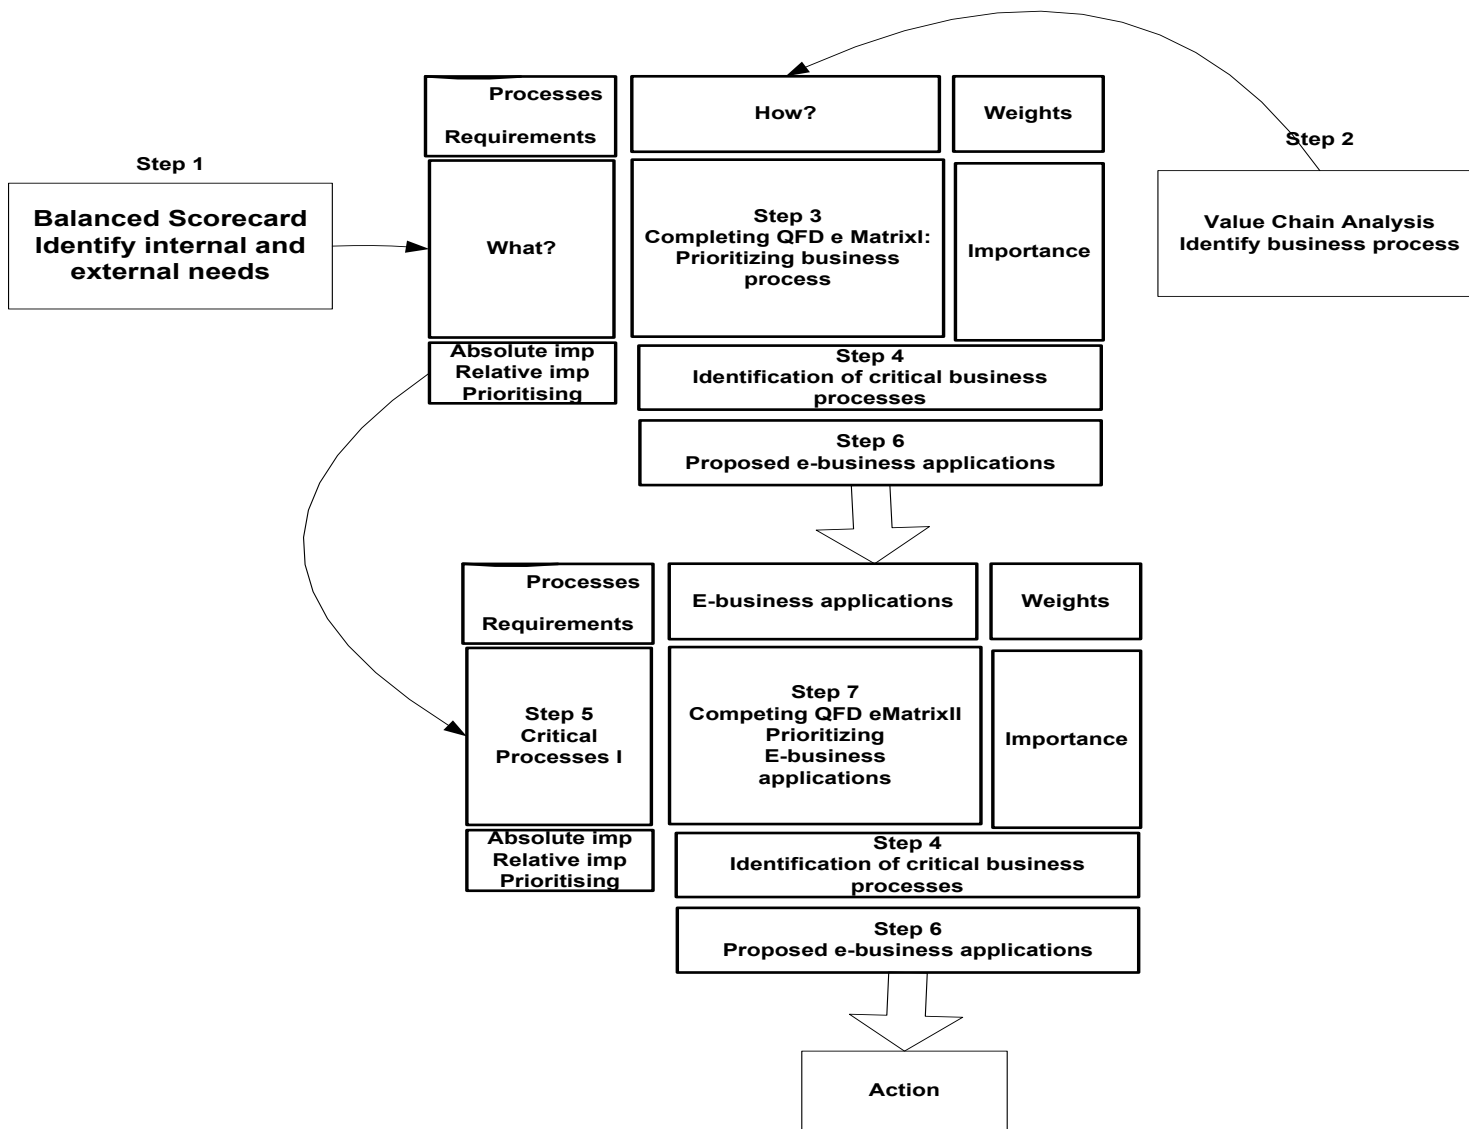 Processes
Requirements
How?
Weights
Step 1
Step 2
Balanced Scorecard
Identify internal and
external needs
What?
Step 3
Completing QFD e MatrixI:
Prioritizing business
process
Importance
Value Chain Analysis
Identify business process
Absolute imp
Relative imp
Prioritising
Step 4
Identification of critical business
processes
Step 6
Proposed e-business applications
Processes
Requirements
E-business applications
Weights
Step 5
Critical
Processes I
Step 7
Competing QFD eMatrixII
Prioritizing
E-business
applications
Importance
Absolute imp
Relative imp
Prioritising
Step 4
Identification of critical business
processes
Step 6
Proposed e-business applications
Action